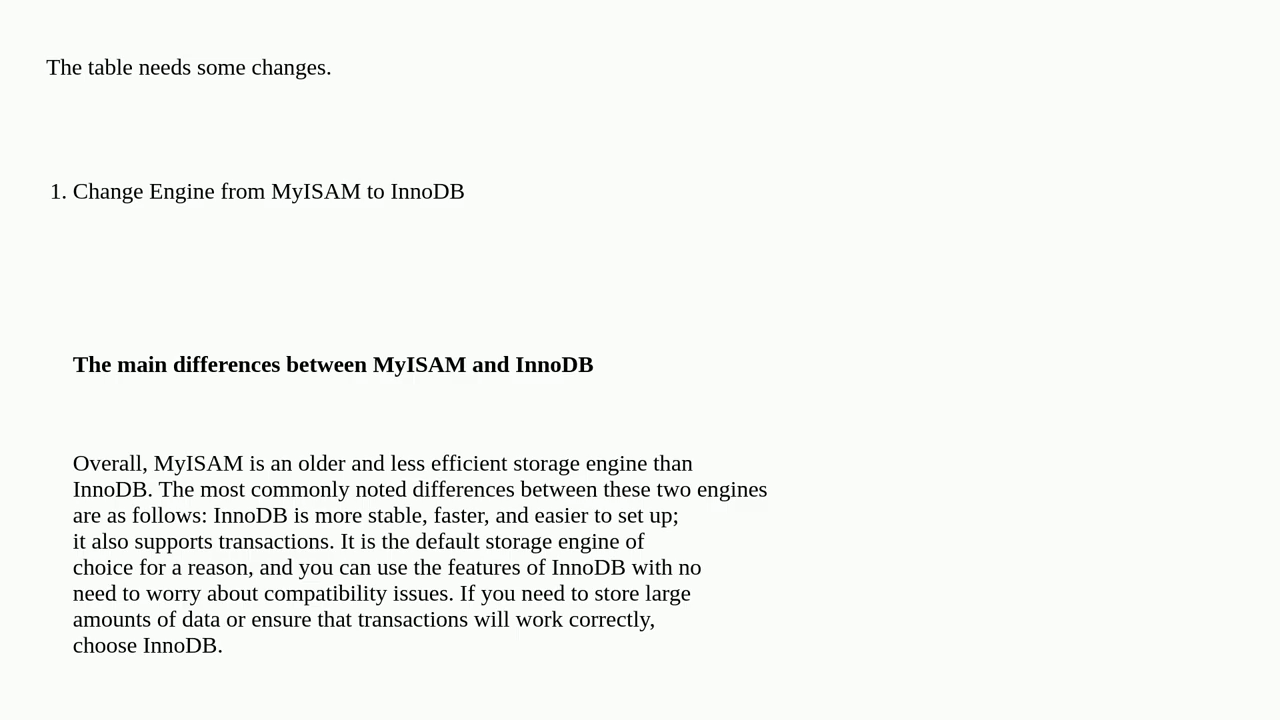 The table needs some changes.
1. Change Engine from MyISAM to InnoDB
The main differences between MyISAM and InnoDB
Overall, MyISAM is an older and less efficient storage engine than
InnoDB. The most commonly noted differences between these two engines
are as follows: InnoDB is more stable, faster, and easier to set up;
it also supports transactions. It is the default storage engine of
choice for a reason, and you can use the features of InnoDB with no
need to worry about compatibility issues. If you need to store large
amounts of data or ensure that transactions will work correctly,
choose InnoDB.